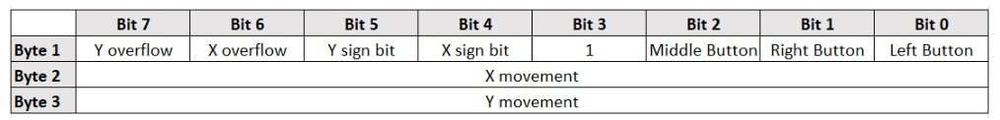 Bit 7 Bit 6 Bit 5 Bit 4 Bit 3 Bit 2 Bit 1 Bit 0
Byte 1 Y overflow X overflow Y sign bit X sign bit 1 Middle Button Right Button Left Button
Byte 2 X movement
Byte 3 Y movement